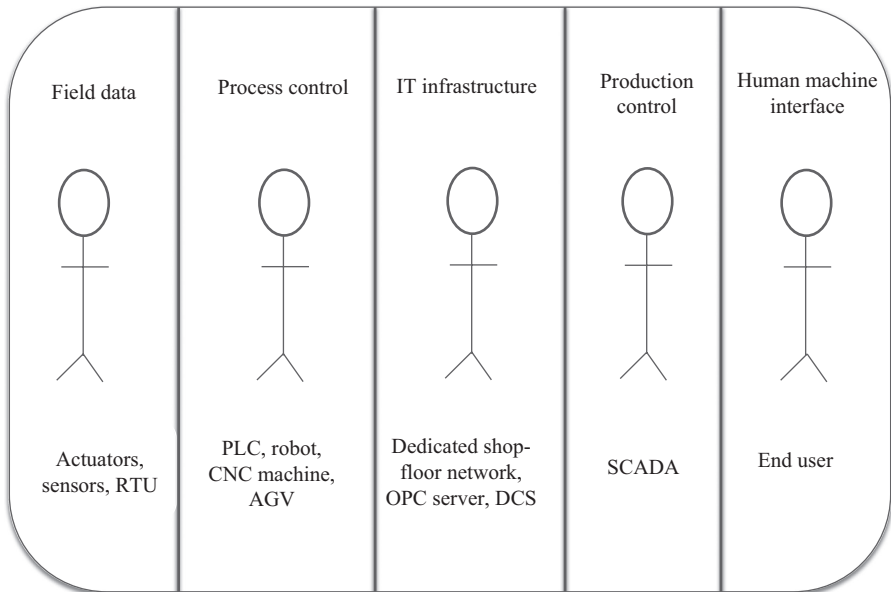 Field data
Process control
IT infrastructure
Production
control
Human machine
interface
Actuators,
sensors, RTU
PLC, robot,
CNC machine,
AGV
Dedicated shop-
floor network,
OPC server, DCS
SCADA
End user